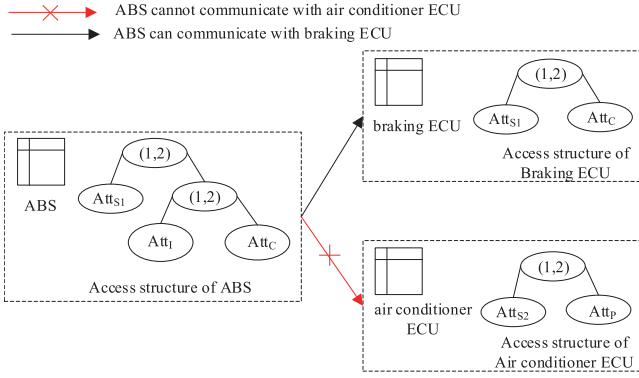 ABS cannot communicate with air conditioner ECU
ABS can communicate with braking ECU
(1,2)
AttS1
AttC
braking ECU
Access structure of
Braking ECU
(1,2)
AttS1
(1,2)
ABS
AttI
AttC
Access structure of ABS
(1,2)
air conditioner
ECU
AttS2
AttP
Access structure of
Air conditioner ECU